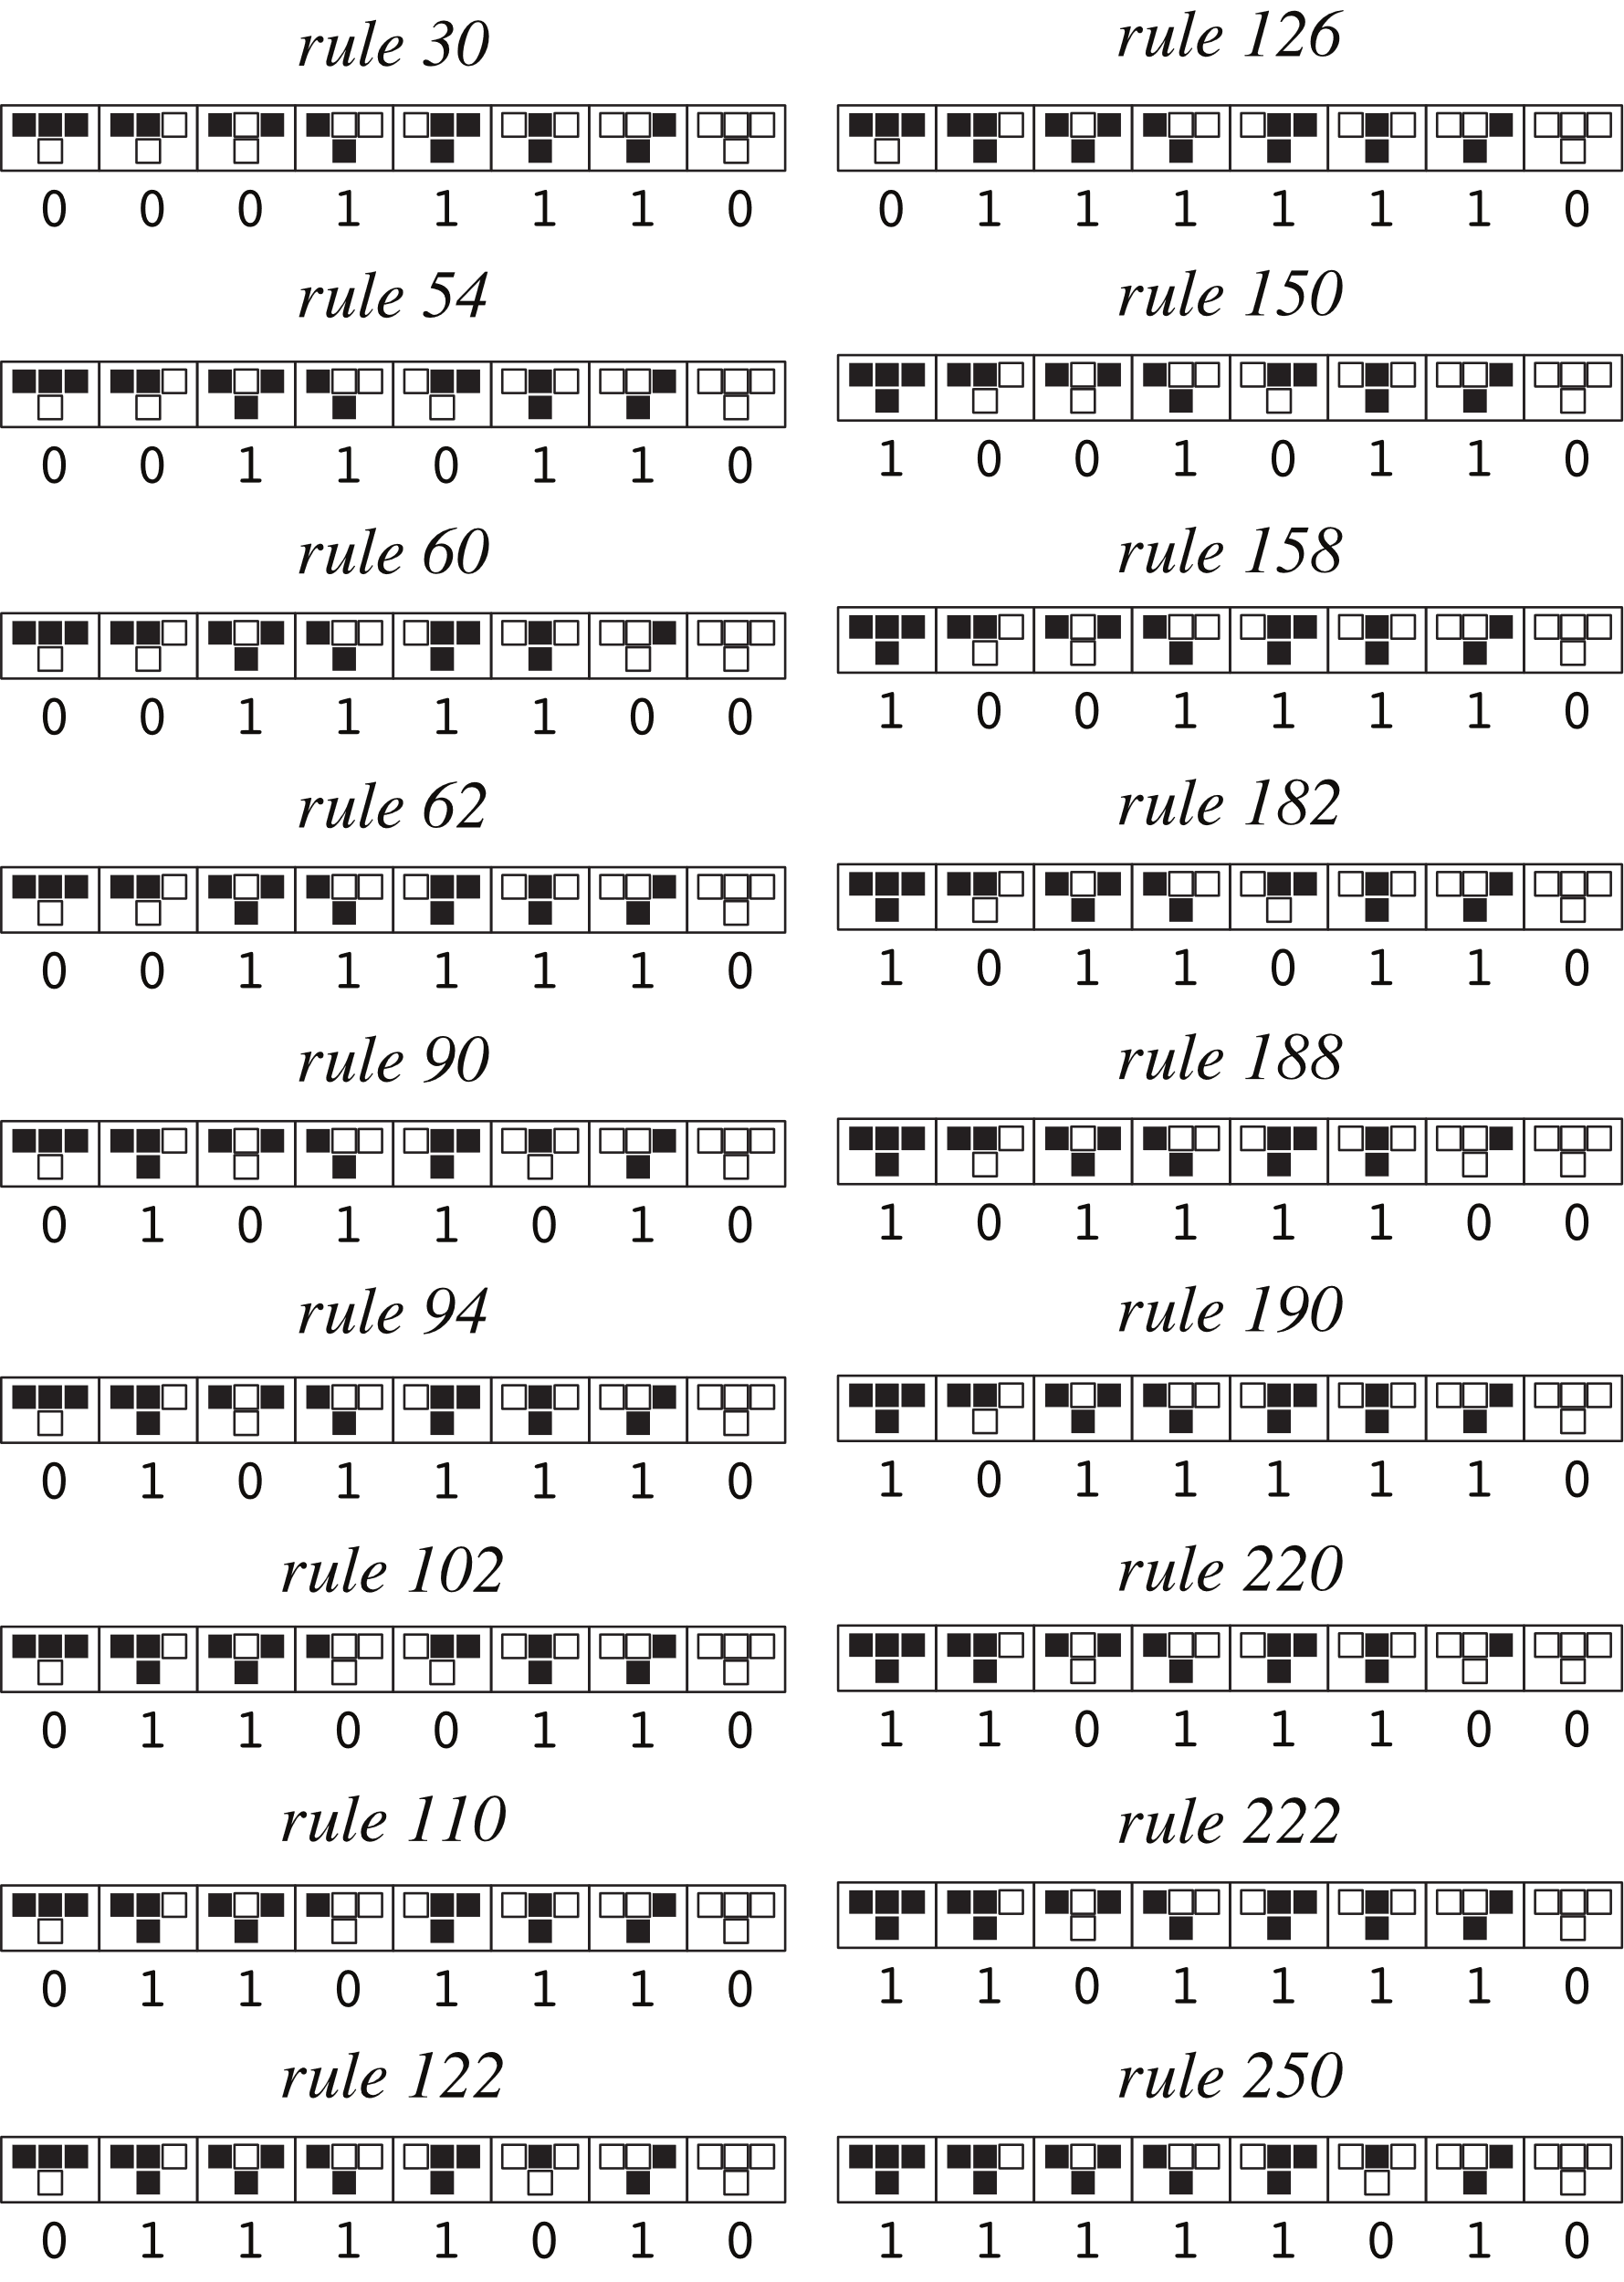 rule 30
0 0 0 1 1 1 1 0
rule 54
0 0 1 1 0 1 1 0
rule 60
0 0 1 1 1 1 0 0
rule 62
0 0 1 1 1 1 1 0
rule 90
0 1 0 1 1 0 1 0
rule 94
0 1 0 1 1 1 1 0
rule 102
0 1 1 0 0 1 1 0
rule 110
0 1 1 0 1 1 1 0
rule 122
0 1 1 1 1 0 1 0
rule 126
0 1 1 1 1 1 1 0
rule 150
1 0 0 1 0 1 1 0
rule 158
1 0 0 1 1 1 1 0
rule 182
1 0 1 1 0 1 1 0
rule 188
1 0 1 1 1 1 0 0
rule 190
1 0 1 1 1 1 1 0
rule 220
1 1 0 1 1 1 0 0
rule 222
1 1 0 1 1 1 1 0
rule 250
1 1 1 1 1 0 1 0